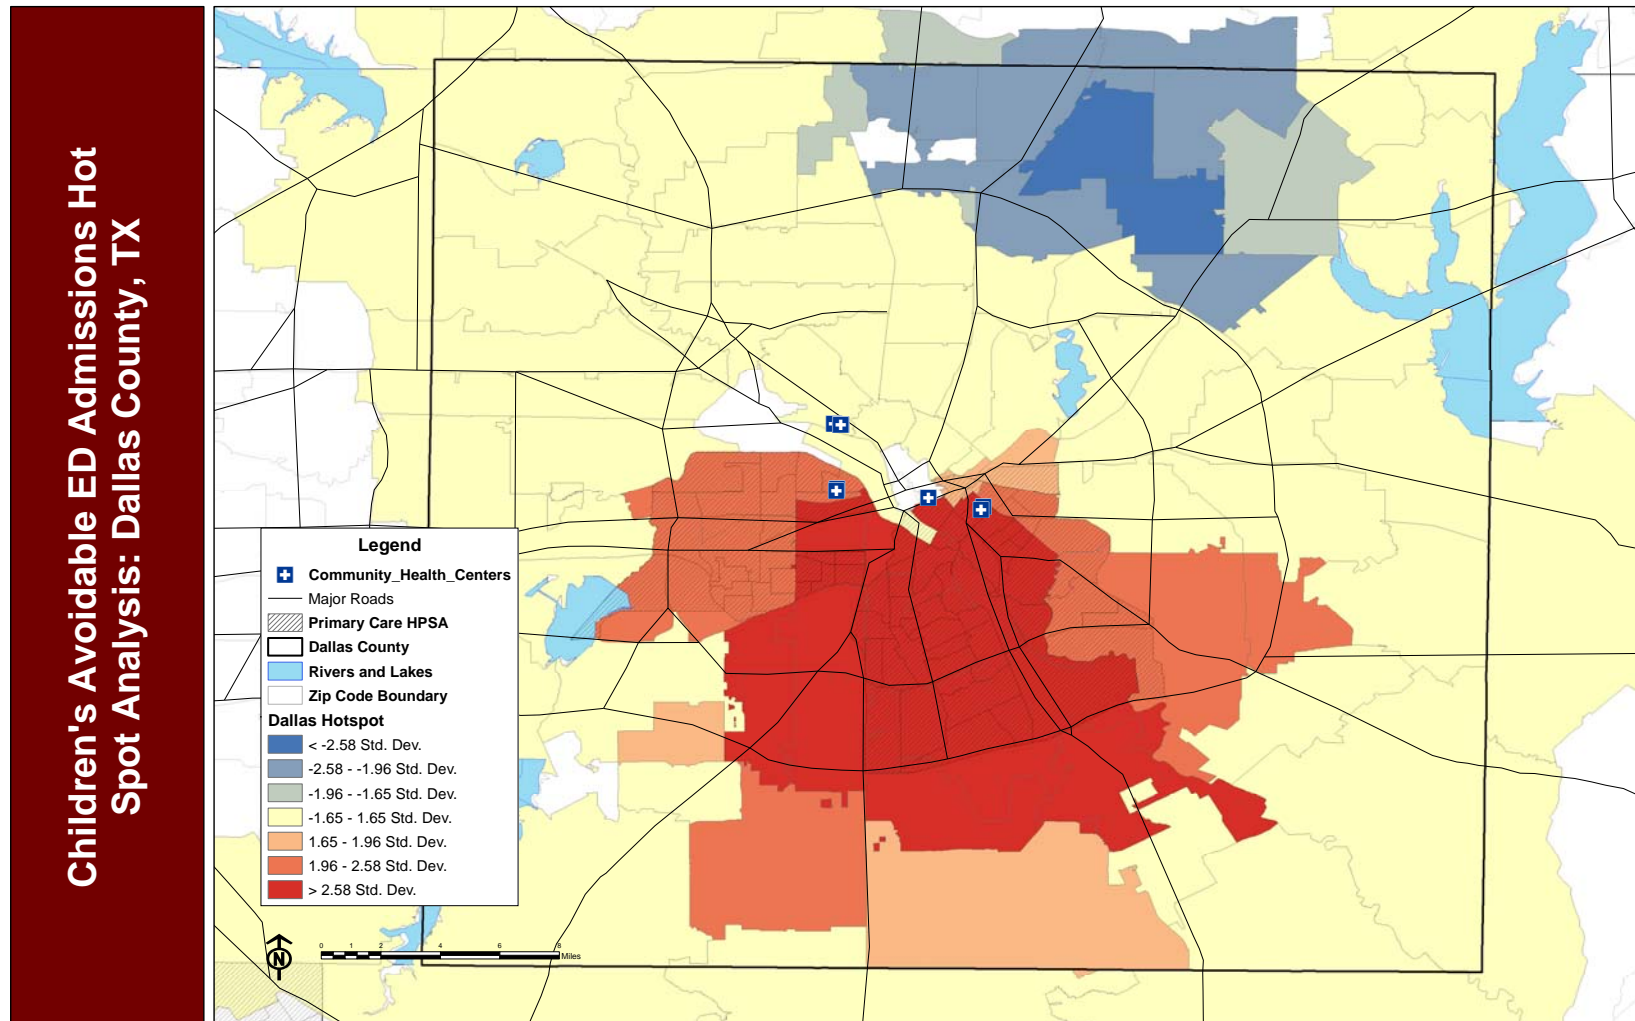 Children's Avoidable ED Admissions Hot
Spot Analysis: Dallas County, TX
Legend
Community_Health_Centers
Major Roads
Primary Care HPSA
Dallas County
Rivers and Lakes
Zip Code Boundary
Dallas Hotspot
< -2.58 Std. Dev.
-2.58 - -1.96 Std. Dev.
-1.96 - -1.65 Std. Dev.
-1.65 - 1.65 Std. Dev.
1.65 - 1.96 Std. Dev.
1.96 - 2.58 Std. Dev.
> 2.58 Std. Dev.
N
0 1 2 4 6 8
Miles